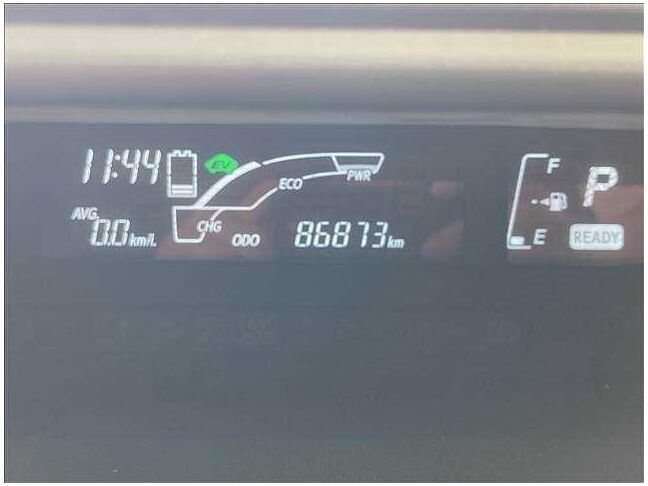 11:44 EV ECO PWR F P
AVG. 0.0 km/L CHG ODO 86873 km E READY